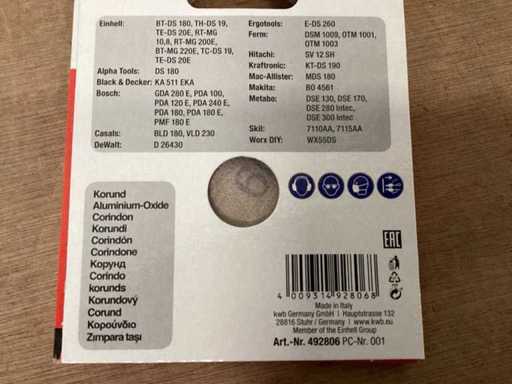 Einhell: BT-DS 180, TH-DS 19,
TE-DS 20E, RT-MG
10,8, RT-MG 200E,
BT-MG 220E, TC-DS 19,
TE-DS 20E
Alpha Tools: DS 180
Black & Decker: KA 511 EKA
Bosch: GDA 280 E, PDA 100,
PDA 120 E, PDA 240 E,
PDA 180, PDA 180 E,
PMF 180 E
Casals: BLD 180, VLD 230
DeWalt: D 26430
Ergotools: E-DS 260
Ferm: DSM 1009, OTM 1001,
OTM 1003
Hitachi: SV 12 SH
Kraftronic: KT-DS 190
Mac-Allister: MDS 180
Makita: BO 4561
Metabo: DSE 130, DSE 170,
DSE 280 Intec,
DSE 300 Intec
Skil: 7110AA, 7115AA
Worx DIY: WX55DS
Korund
Aluminium-Oxide
Corindon
Korundi
Corindón
Corindone
Корунд
Corindo
korunds
Korundový
Corund
Κορούνδιο
Zımpara taşı
EAC
4 009314 928068
Made in Italy
kwb Germany GmbH | Hauptstrasse 132
28816 Stuhr / Germany | www.kwb.eu
Member of the Einhell Group
Art.-Nr. 492806 PC-Nr. 001